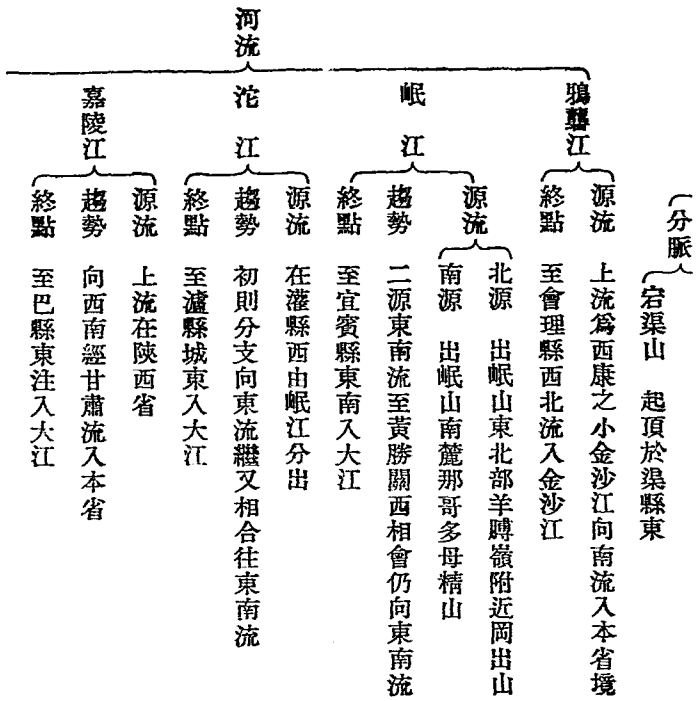 分脈
宕渠山　起頂於渠縣東
河流
鴉龔江
源流　上流爲西康之小金沙江向南流入本省境
終點　至會理縣西北流入金沙江
岷江
源流
北源　出岷山東北部羊膊嶺附近岡出山
南源　出岷山南麓那哥多母精山
趨勢　二源東南流至黃勝關西相會仍向東南流
終點　至宜賓縣東南入大江
沱江
源流　在灌縣西由岷江分出
趨勢　初則分支向東流繼又相合往東南流
終點　至瀘縣城東入大江
嘉陵江
源流　上流在陝西省
趨勢　向西南經甘肅流入本省
終點　至巴縣東注入大江